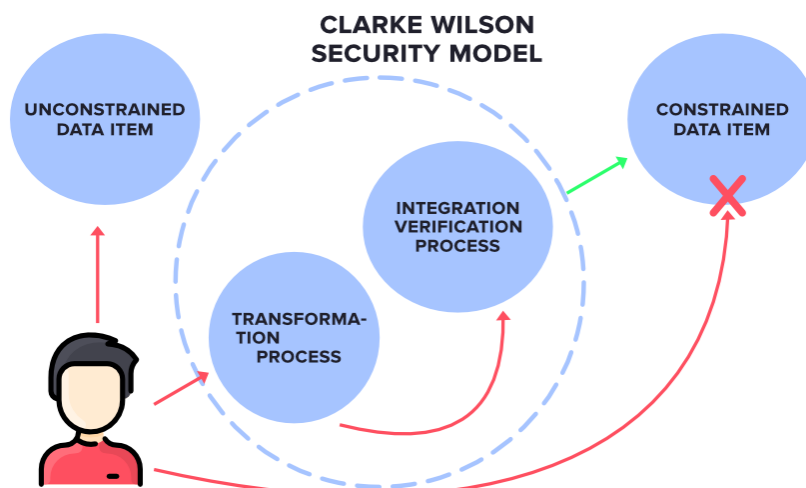 CLARKE WILSON
SECURITY MODEL
UNCONSTRAINED
DATA ITEM
CONSTRAINED
DATA ITEM
INTEGRATION
VERIFICATION
PROCESS
TRANSFORMA-
TION
PROCESS